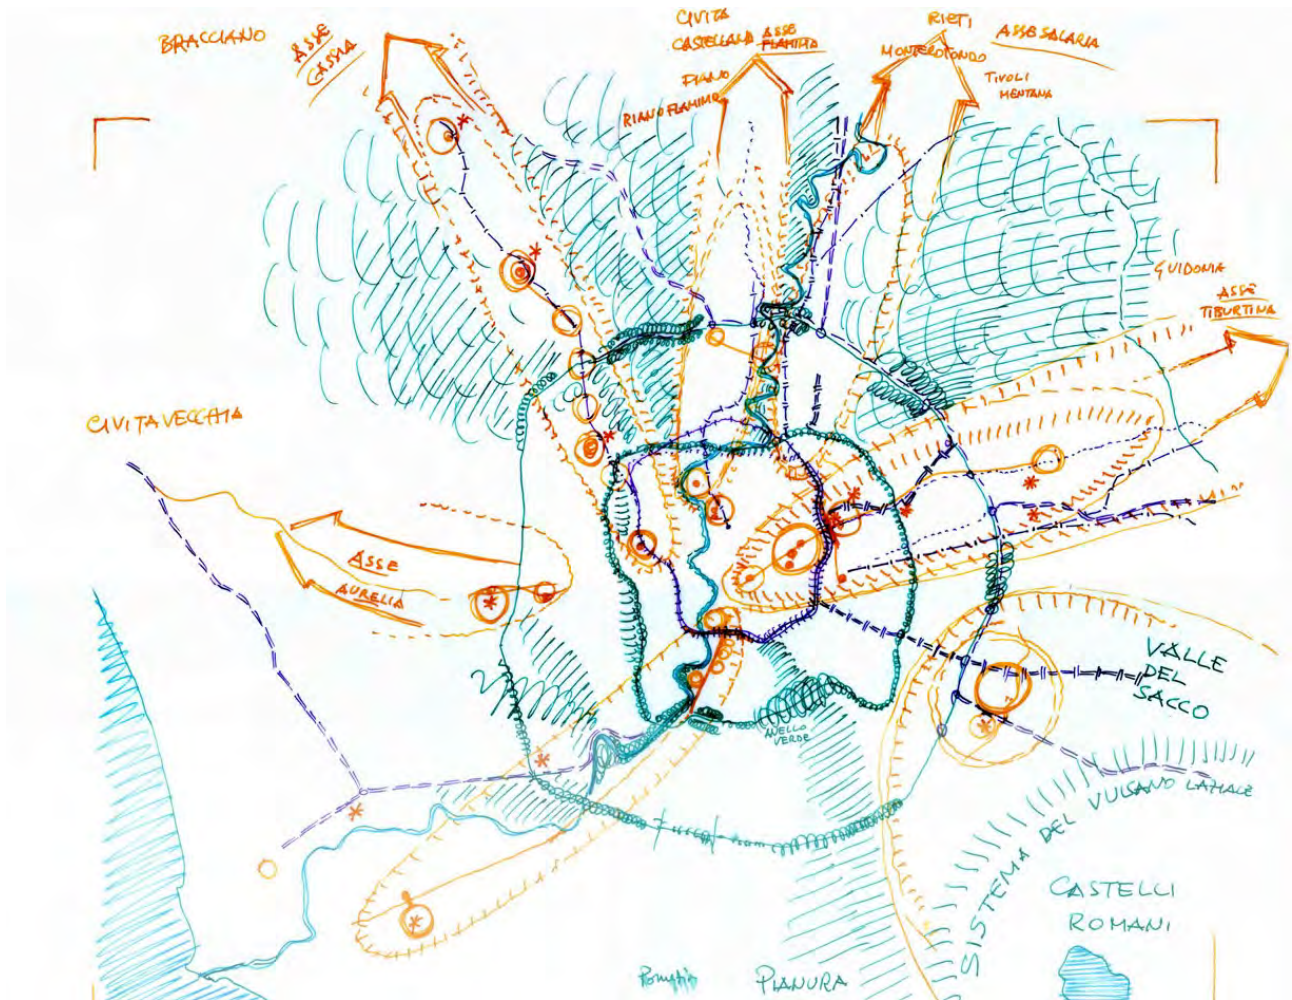 BRACCIANO
ASSE
CASSIA
CIVITA
CASTELLANA
ASSE
FLAMINIA
PIANO
RIANO FLAMINIO
RIETI
ASSE SALARIA
MONTEROTONDO
TIVOLI
MENTANA
GUIDONIA
ASSE
TIBURTINA
CIVITAVECCHIA
ASSE
AURELIA
VALLE
DEL
SACCO
ANELLO
VERDE
SISTEMA DEL VULCANO LAZIALE
CASTELLI
ROMANI
PIANURA